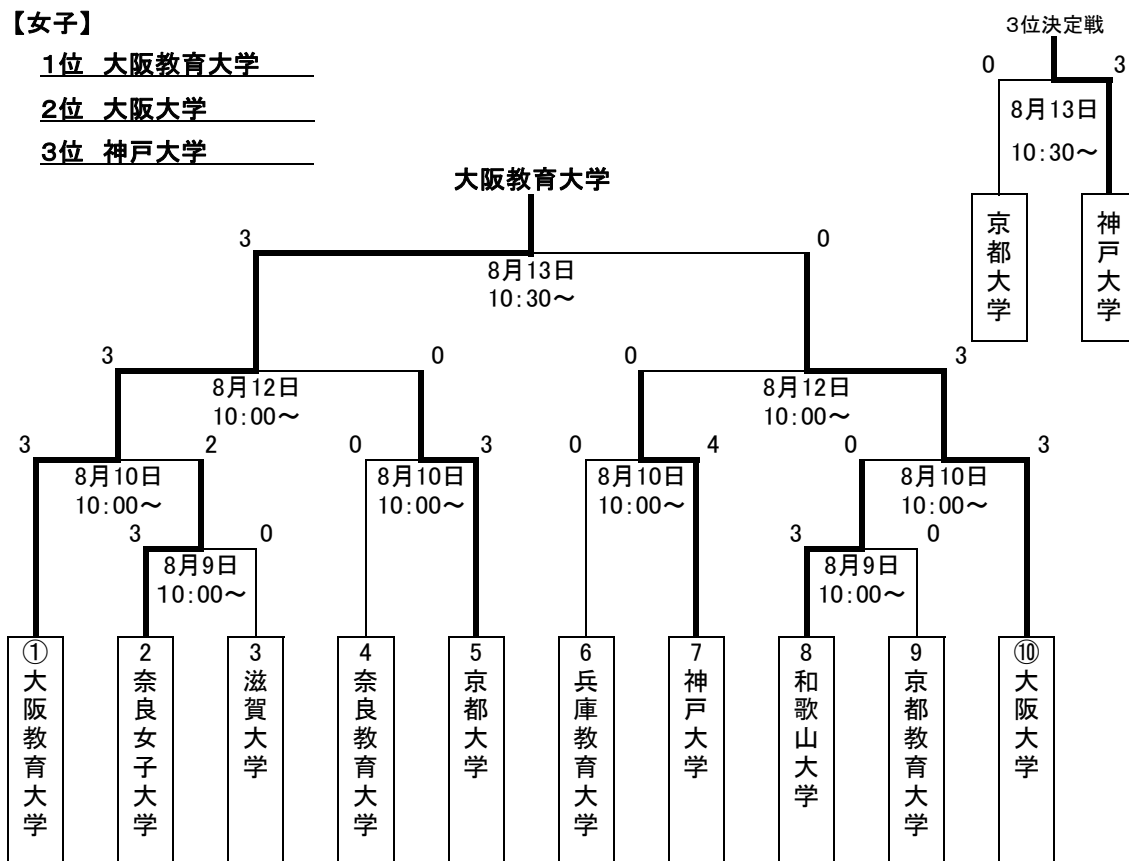 【女子】
1位 大阪教育大学
2位 大阪大学
3位 神戸大学
3位決定戦
0 3
8月13日
10:30～
京都大学
神戸大学
大阪教育大学
3 0
8月13日
10:30～
3 0 0 3
8月12日
10:00～
8月12日
10:00～
3 2 0 3 0 4 0 3
8月10日
10:00～
8月10日
10:00～
8月10日
10:00～
8月10日
10:00～
3 0 3 0
8月9日
10:00～
8月9日
10:00～
①大阪教育大学
2奈良女子大学
3滋賀大学
4奈良教育大学
5京都大学
6兵庫教育大学
7神戸大学
8和歌山大学
9京都教育大学
⑩大阪大学